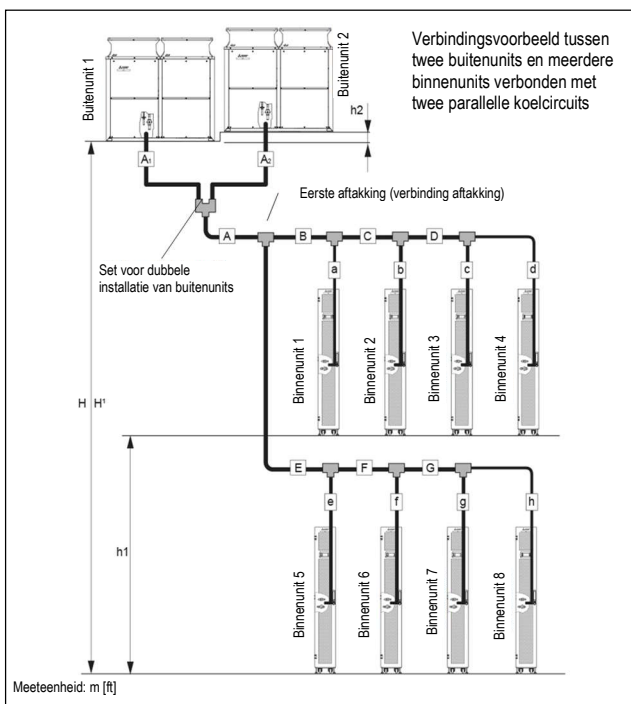 Verbindingsvoorbeeld tussen
twee buitenunits en meerdere
binnenunits verbonden met
twee parallelle koelcircuits
Buitenunit 1
Buitenunit 2
h2
A₁
A₂
Eerste aftakking (verbinding aftakking)
A
B
C
D
Set voor dubbele
installatie van buitenunits
a
b
c
d
Binnenunit 1
Binnenunit 2
Binnenunit 3
Binnenunit 4
H H¹
E
F
G
h1
e
f
g
h
Binnenunit 5
Binnenunit 6
Binnenunit 7
Binnenunit 8
Meeteenheid: m [ft]